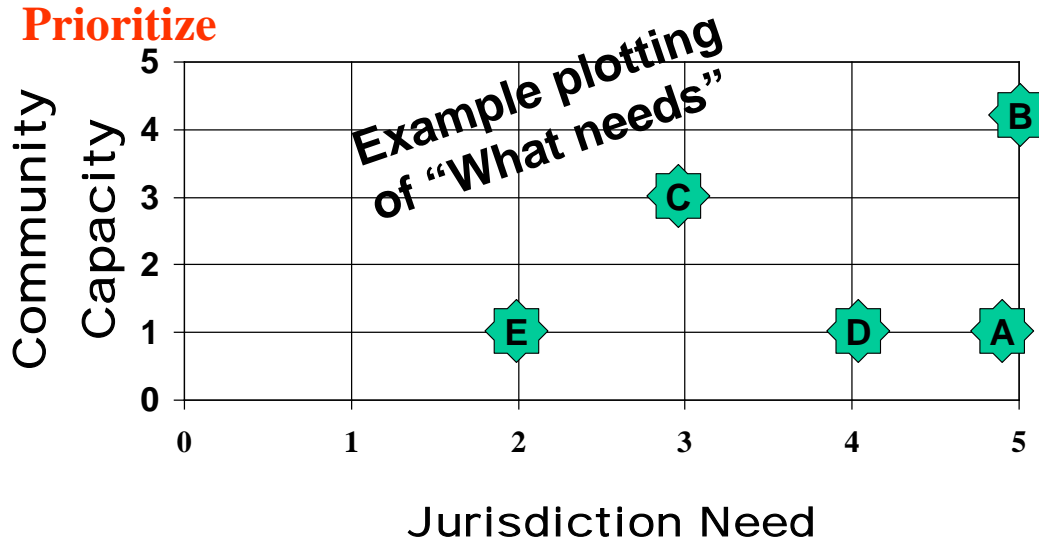 Prioritize
Example plotting
of “What needs”
Community
Capacity
5
4
3
2
1
0
B
C
E
D
A
0 1 2 3 4 5
Jurisdiction Need